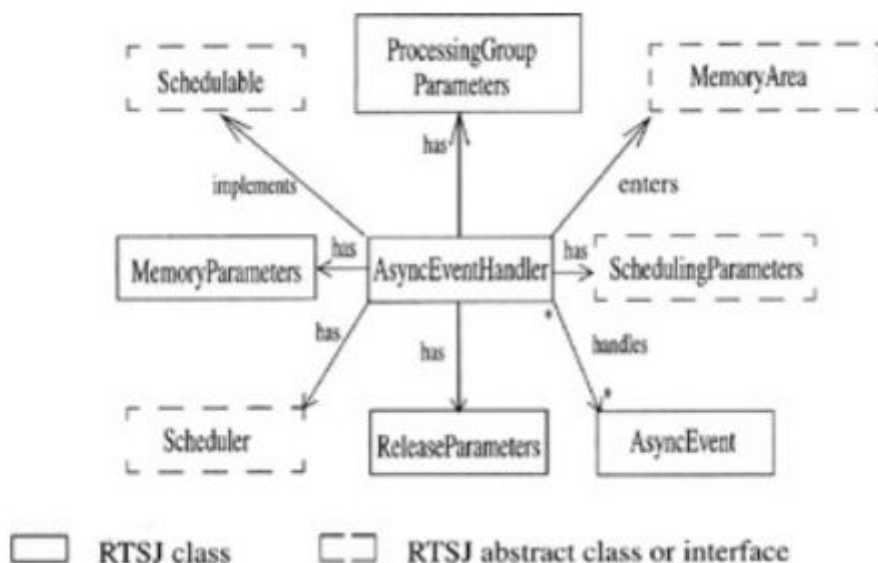 ProcessingGroup
Parameters
Schedulable
MemoryArea
has
implements
enters
MemoryParameters
has
AsyncEventHandler
has
SchedulingParameters
*
has
has
handles
*
Scheduler
ReleaseParameters
AsyncEvent
RTSJ class
RTSJ abstract class or interface